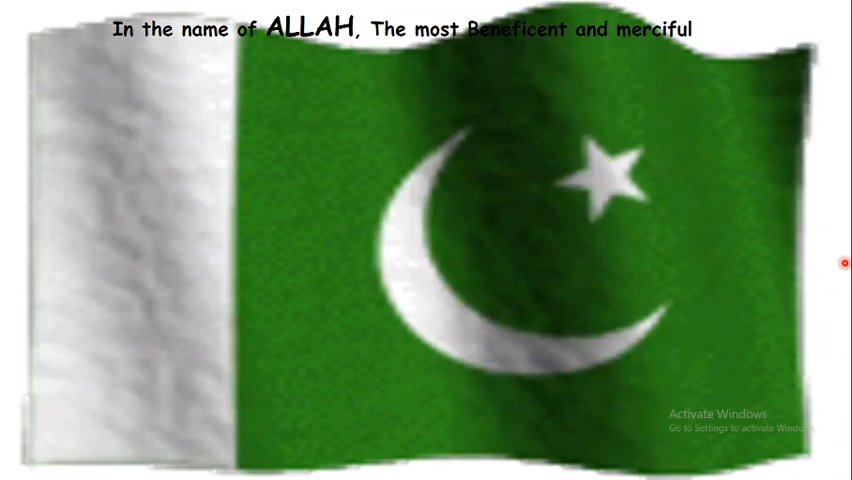 In the name of ALLAH, The most Beneficent and merciful
Activate Windows
Go to Settings to activate Windows.